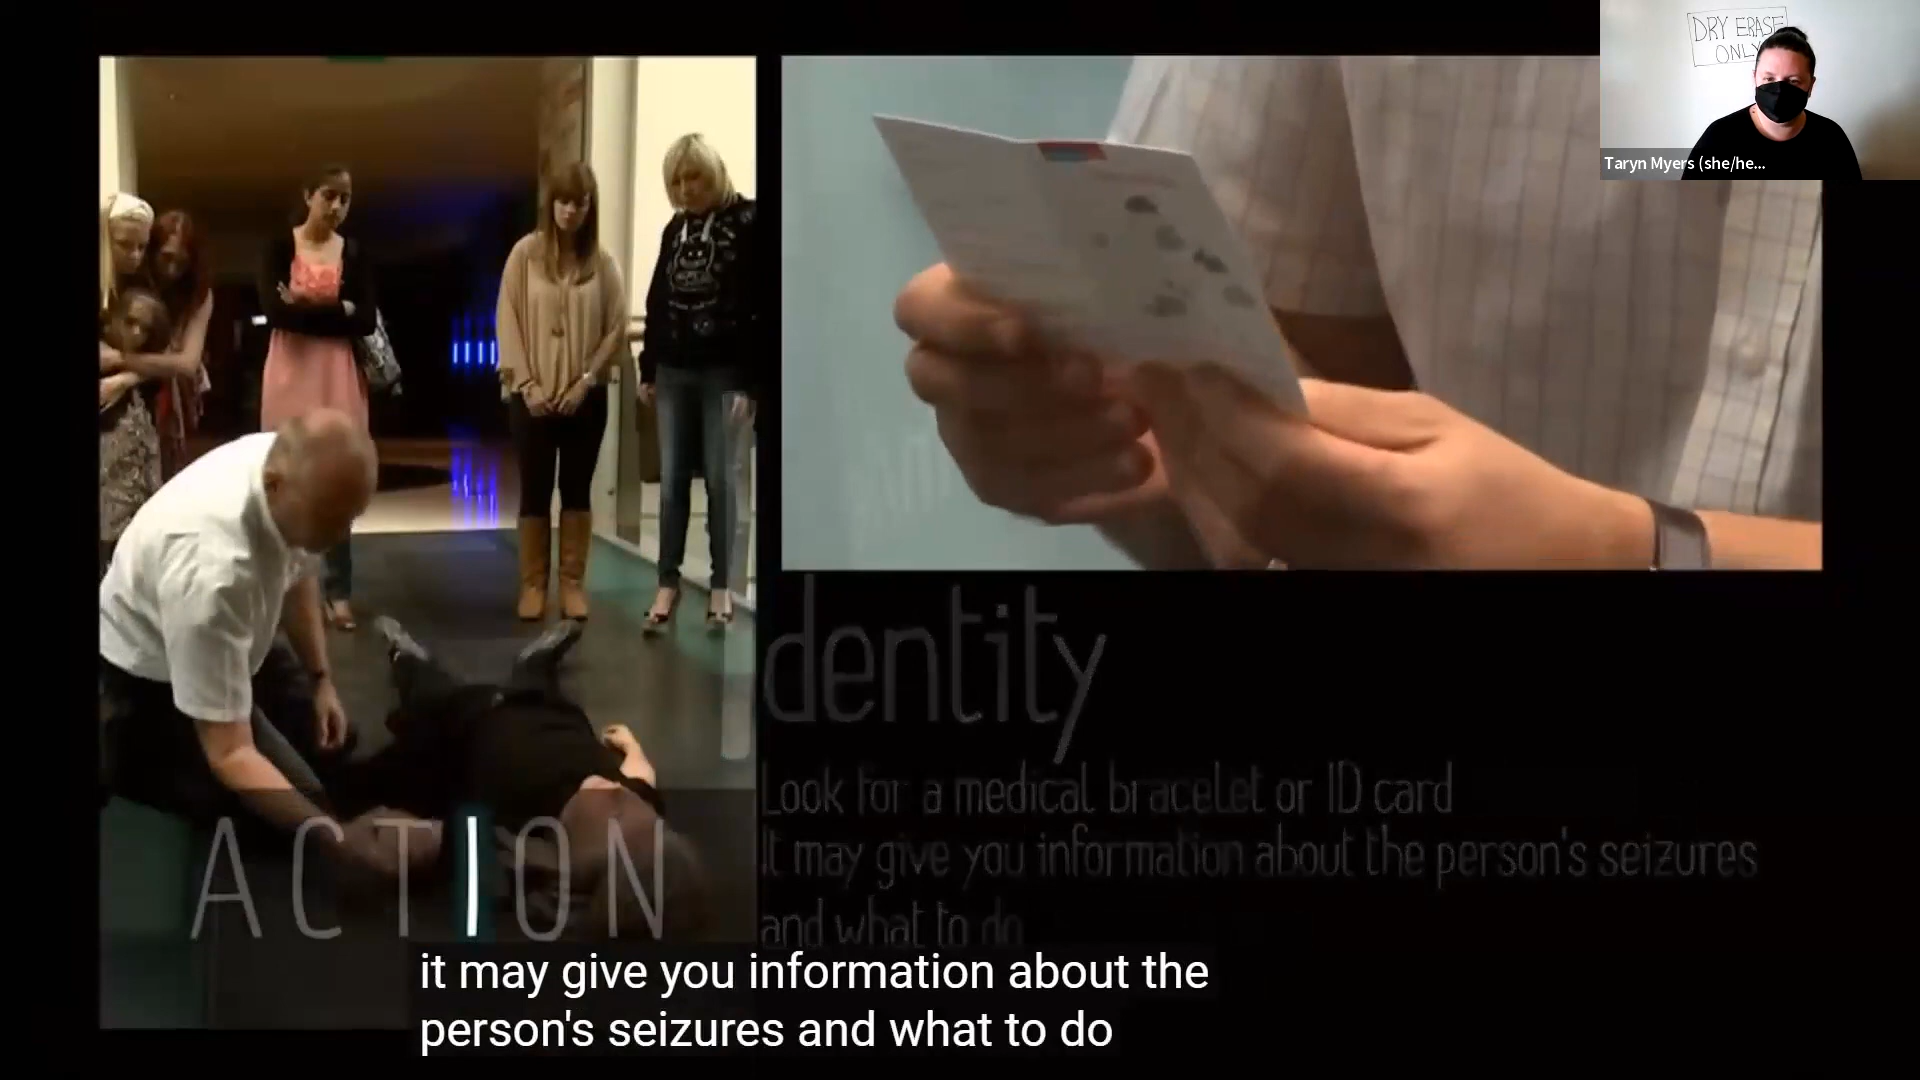 DRY ERASE
ONLY
Taryn Myers (she/he...
dentity
Look for a medical bracelet or ID card
It may give you information about the person's seizures
and what to do
ACTION
it may give you information about the
person's seizures and what to do